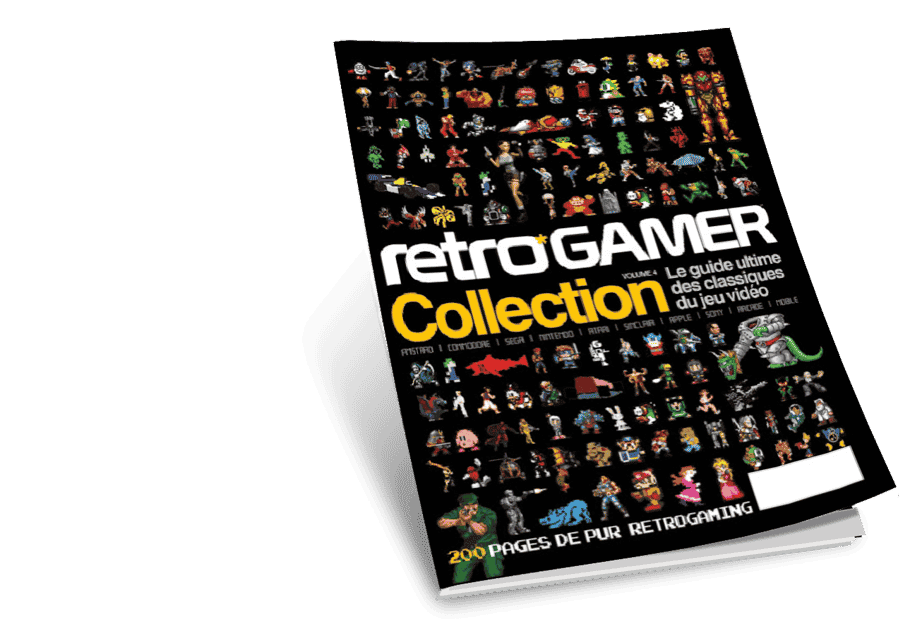 retro GAMER
VOLUME 4
Collection
Le guide ultime
des classiques
du jeu vidéo
AMSTRAD | COMMODORE | SEGA | NINTENDO | ATARI | SINCLAIR | APPLE | SONY | ARCADE | MOBILE
200 PAGES DE PUR RETROGAMING